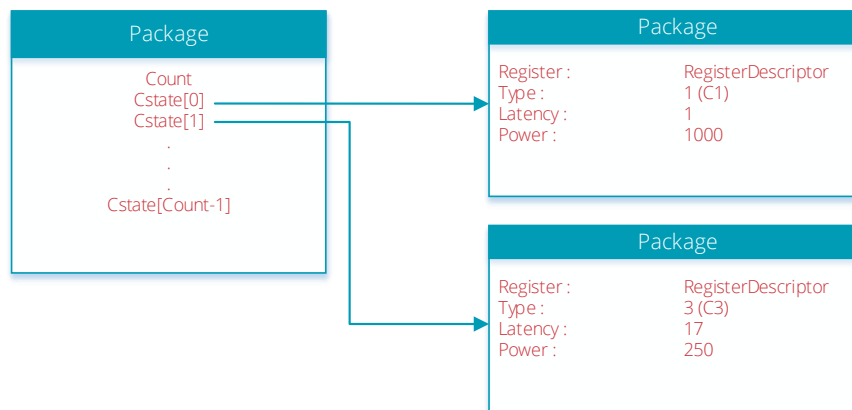 Package
Count
Cstate[0]
Cstate[1]
.
.
.
Cstate[Count-1]
Package
Register : RegisterDescriptor
Type : 1 (C1)
Latency : 1
Power : 1000
Package
Register : RegisterDescriptor
Type : 3 (C3)
Latency : 17
Power : 250